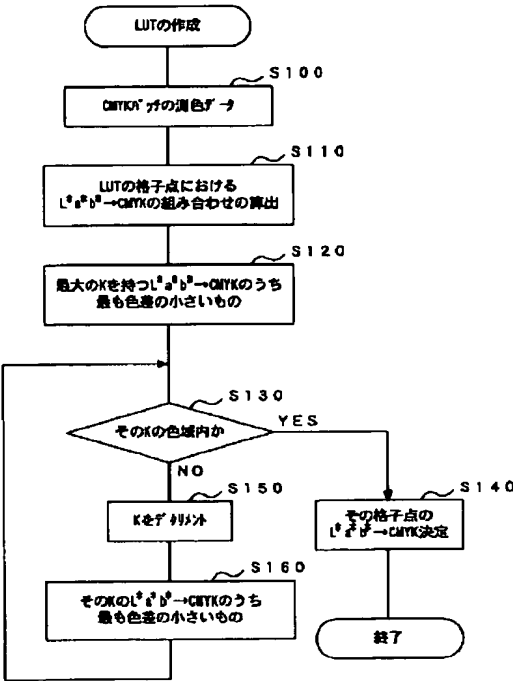 LUTの作成
S100
CMYKパッチの測色データ
S110
LUTの格子点における
L*a*b*→CMYKの組み合わせの算出
S120
最大のKを持つL*a*b*→CMYKのうち
最も色差の小さいもの
S130
そのKの色域内か
YES
NO
S150
Kをデクリメント
S140
その格子点の
L*a*b*→CMYK決定
S160
そのKのL*a*b*→CMYKのうち
最も色差の小さいもの
終了